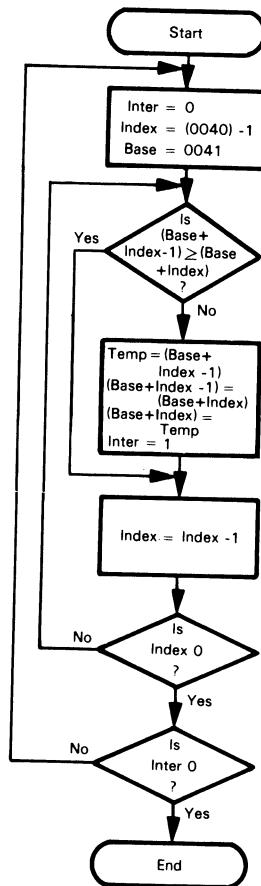 Start
Inter = 0
Index = (0040) -1
Base = 0041
Is
(Base+
Index-1) ≥ (Base
+Index)
?
Yes
No
Temp = (Base+
Index -1)
(Base+Index -1) =
(Base+Index)
(Base+Index) =
Temp
Inter = 1
Index = Index -1
Is
Index 0
?
No
Yes
Is
Inter 0
?
No
Yes
End